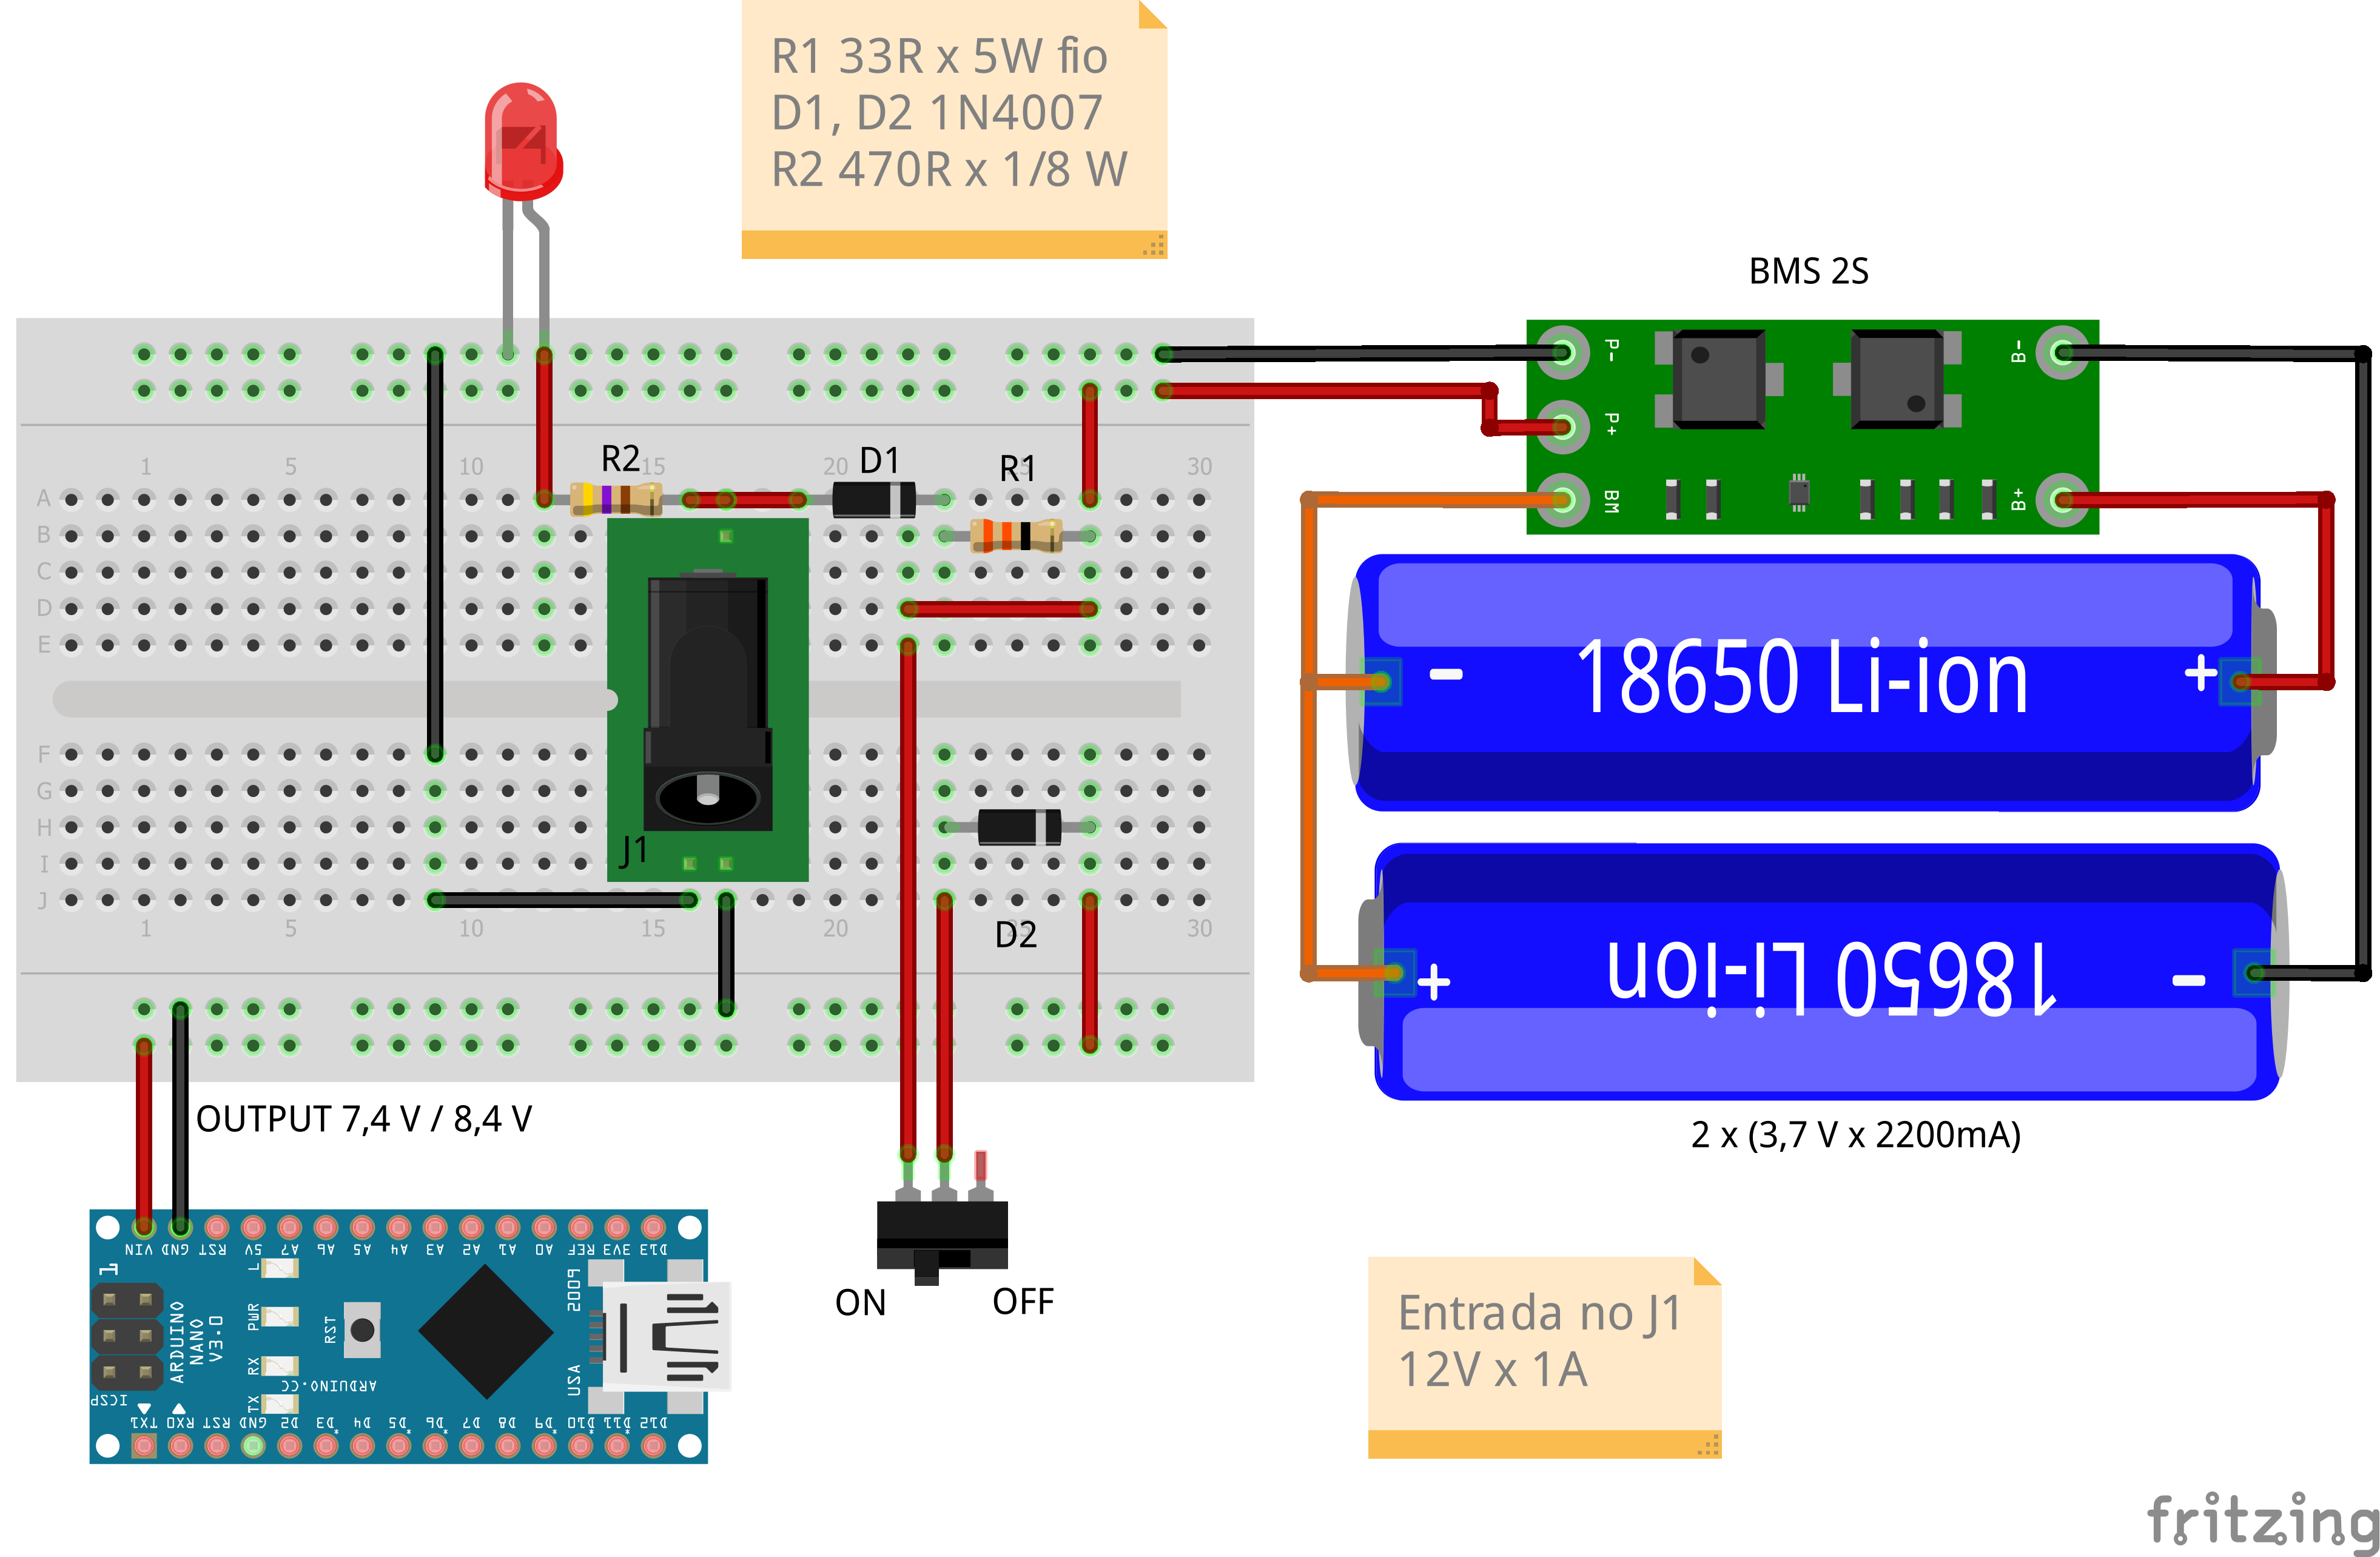 R1 33R x 5W fio
D1, D2 1N4007
R2 470R x 1/8 W
BMS 2S
P-
P+
BM
B-
B+
1 5 10 15 20 25 30
R2
D1
R1
A
B
C
D
E
F
G
H
I
J
J1
D2
1 5 10 15 20 25 30
- 18650 Li-ion +
+ 18650 Li-ion -
2 x (3,7 V x 2200mA)
OUTPUT 7,4 V / 8,4 V
ON
OFF
VIN GND RST 5V A7 A6 A5 A4 A3 A2 A1 A0 REF 3V3 D13
1
L
PWR
RX
TX
RST
ARDUINO
NANO
V3.0
ARDUINO.CC
2009
USA
ICSP
TX1 RX0 RST GND D2 D3* D4 D5* D6* D7 D8 D9* D10* D11* D12
Entrada no J1
12V x 1A
fritzing